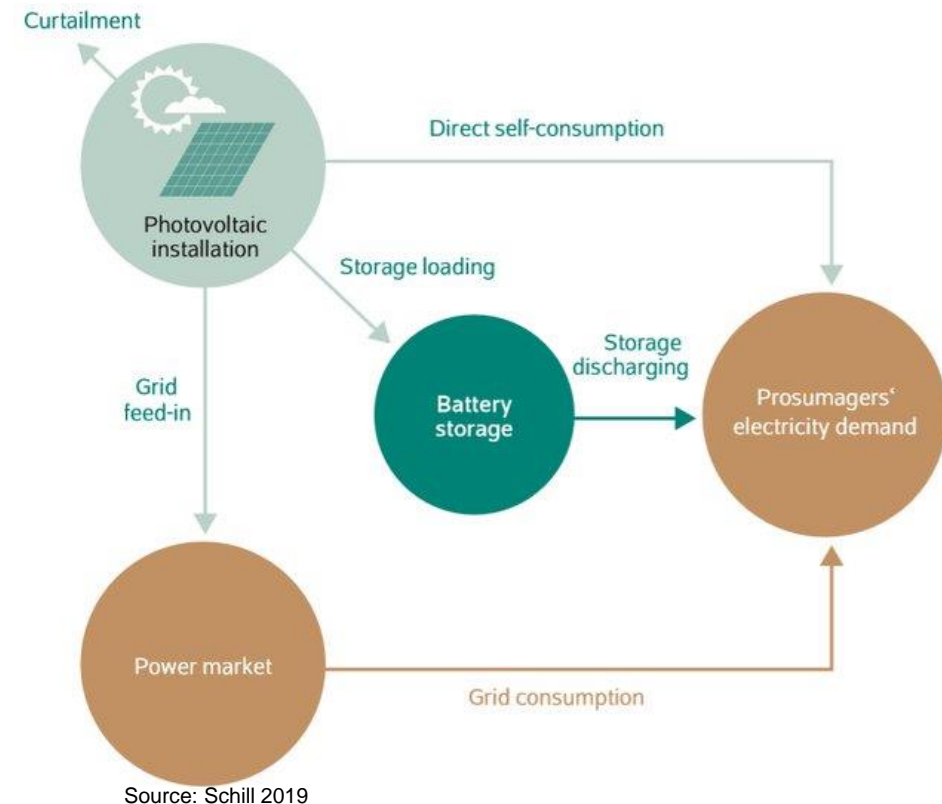 Curtailment
Direct self-consumption
Photovoltaic
installation
Storage loading
Grid
feed-in
Storage
discharging
Battery
storage
Prosumagers‘
electricity demand
Power market
Grid consumption
Source: Schill 2019